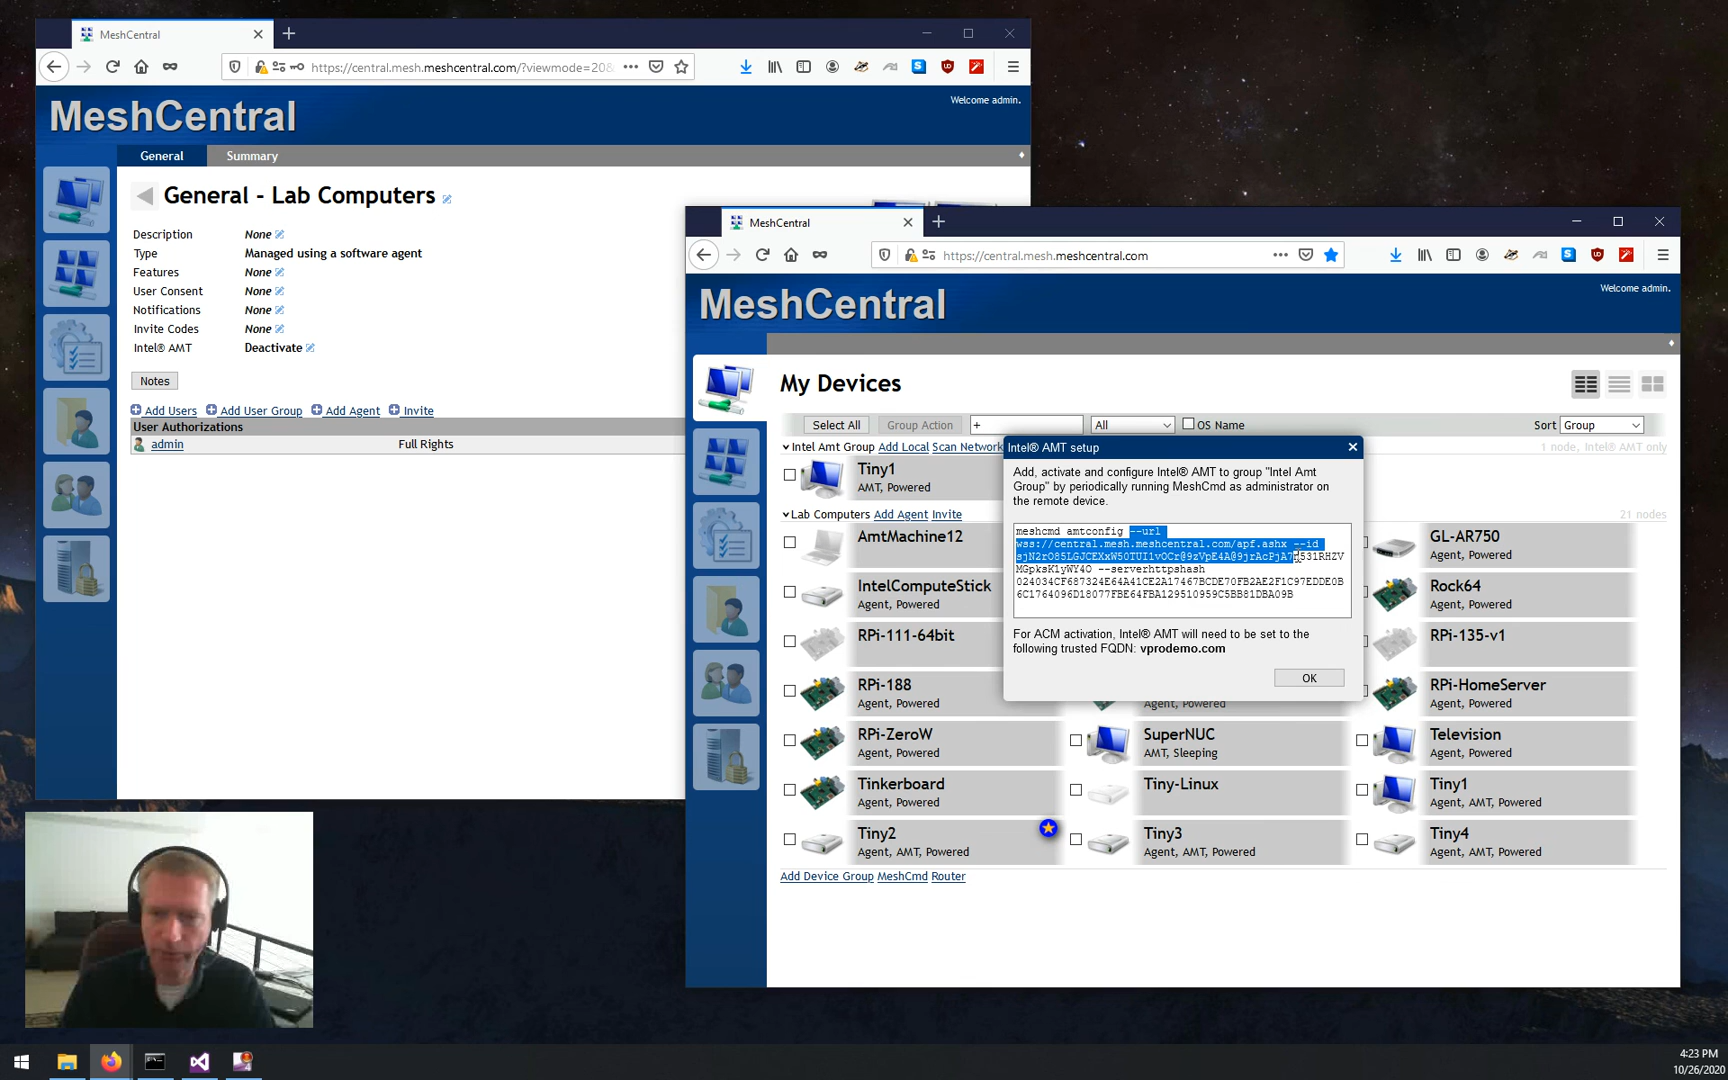 MeshCentral
https://central.mesh.meshcentral.com/?viewmode=20&
MeshCentral
Welcome admin.
General
Summary
General - Lab Computers
Description None
Type Managed using a software agent
Features None
User Consent None
Notifications None
Invite Codes None
Intel® AMT Deactivate
Notes
Add Users Add User Group Add Agent Invite
User Authorizations
admin Full Rights
MeshCentral
https://central.mesh.meshcentral.com
MeshCentral
Welcome admin.
My Devices
Select All Group Action + All OS Name Sort Group
Intel Amt Group Add Local Scan Network 1 node, Intel® AMT only
Tiny1
AMT, Powered
Lab Computers Add Agent Invite 21 nodes
AmtMachine12
GL-AR750
Agent, Powered
IntelComputeStick
Agent, Powered
Rock64
Agent, Powered
RPi-111-64bit
RPi-135-v1
RPi-188
Agent, Powered
Agent, Powered
RPi-HomeServer
Agent, Powered
RPi-ZeroW
Agent, Powered
SuperNUC
AMT, Sleeping
Television
Agent, Powered
Tinkerboard
Agent, Powered
Tiny-Linux
Tiny1
Agent, AMT, Powered
Tiny2
Agent, AMT, Powered
Tiny3
Agent, AMT, Powered
Tiny4
Agent, AMT, Powered
Add Device Group MeshCmd Router
Intel® AMT setup
Add, activate and configure Intel® AMT to group "Intel Amt
Group" by periodically running MeshCmd as administrator on
the remote device.
meshcmd amtconfig --url
wss://central.mesh.meshcentral.com/apf.ashx --id
MGpksK1yWY4O --serverhttpshash
024034CF687324E64A41CE2A17467BCDE70FB2AE2F1C97EDDE0B
6C1764096D18077FBE64FBA129510959C5BB81DBA09B
For ACM activation, Intel® AMT will need to be set to the
following trusted FQDN: vprodemo.com
OK
4:23 PM
10/26/2020